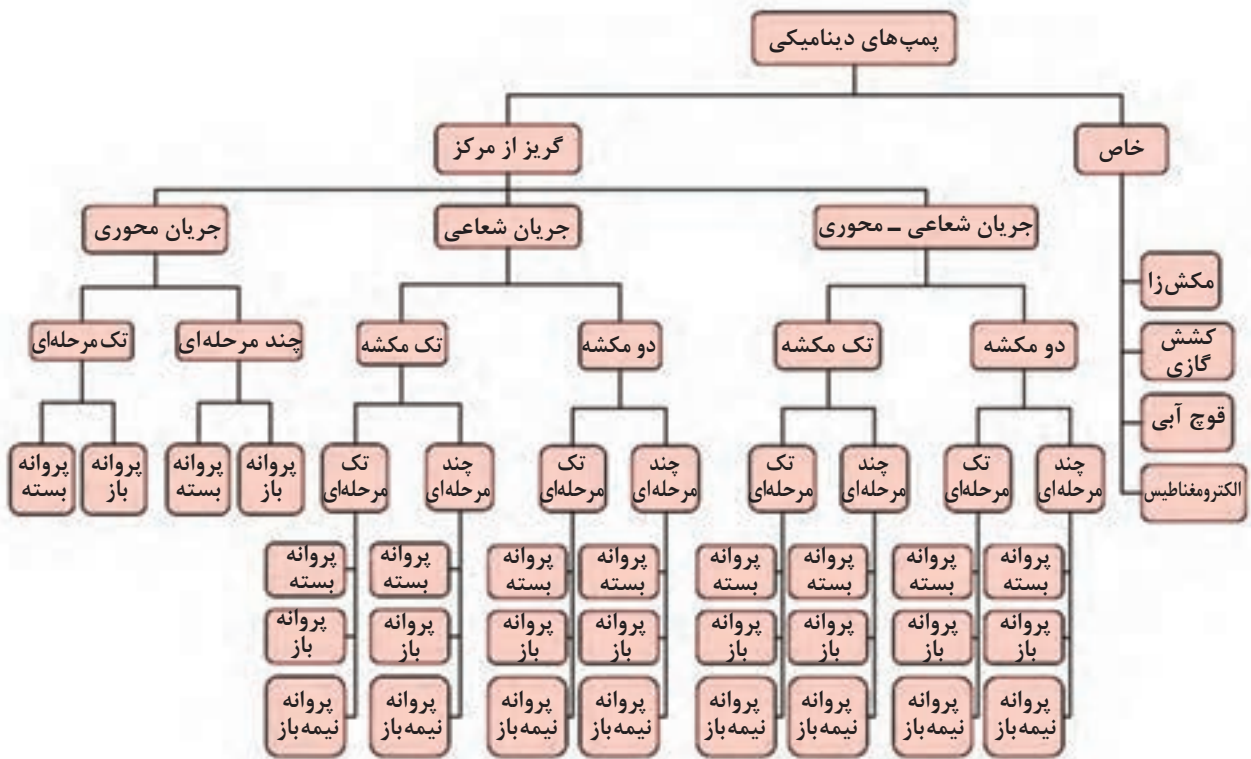 پمپ‌های دینامیکی
خاص
گریز از مرکز
جریان شعاعی ـ محوری
جریان شعاعی
جریان محوری
مکش‌زا
کشش
گازی
قوچ آبی
الکترومغناطیس
دو مکشه
تک مکشه
دو مکشه
تک مکشه
چند مرحله‌ای
تک مرحله‌ای
چند
مرحله‌ای
تک
مرحله‌ای
چند
مرحله‌ای
تک
مرحله‌ای
چند
مرحله‌ای
تک
مرحله‌ای
چند
مرحله‌ای
تک
مرحله‌ای
پروانه
باز
پروانه
بسته
پروانه
باز
پروانه
بسته
پروانه
بسته
پروانه
بسته
پروانه
بسته
پروانه
بسته
پروانه
بسته
پروانه
بسته
پروانه
بسته
پروانه
بسته
پروانه
باز
پروانه
باز
پروانه
باز
پروانه
باز
پروانه
باز
پروانه
باز
پروانه
باز
پروانه
باز
پروانه
نیمه‌باز
پروانه
نیمه‌باز
پروانه
نیمه‌باز
پروانه
نیمه‌باز
پروانه
نیمه‌باز
پروانه
نیمه‌باز
پروانه
نیمه‌باز
پروانه
نیمه‌باز